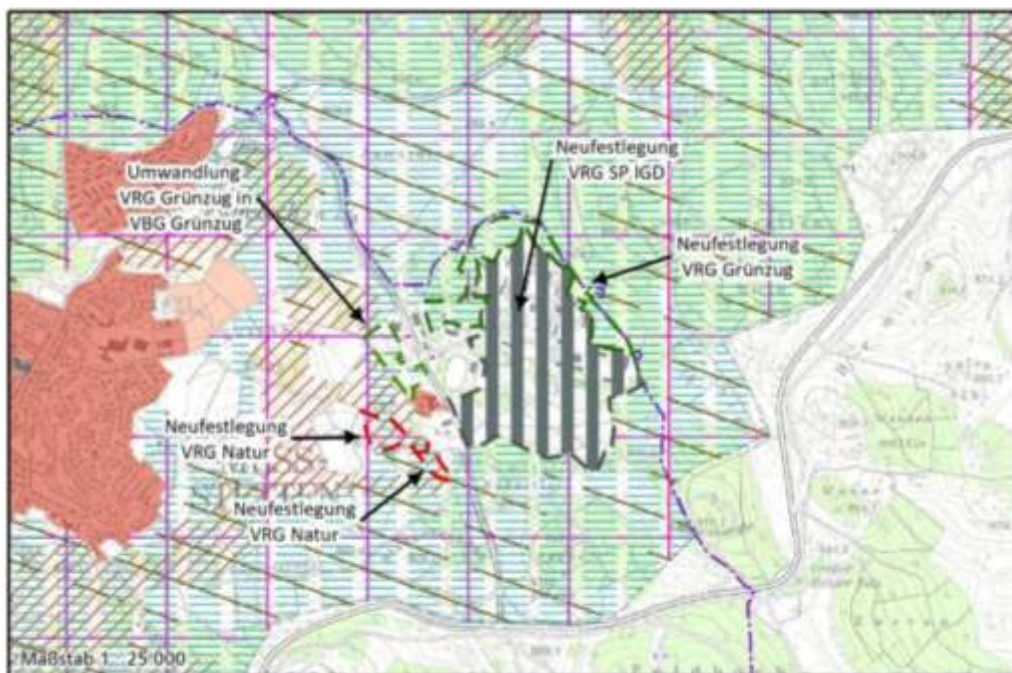 Neufestlegung
VRG SP IGD
Umwandlung
VRG Grünzug in
VBG Grünzug
Neufestlegung
VRG Grünzug
Neufestlegung
VRG Natur
Neufestlegung
VRG Natur
Maßstab 1 : 25 000